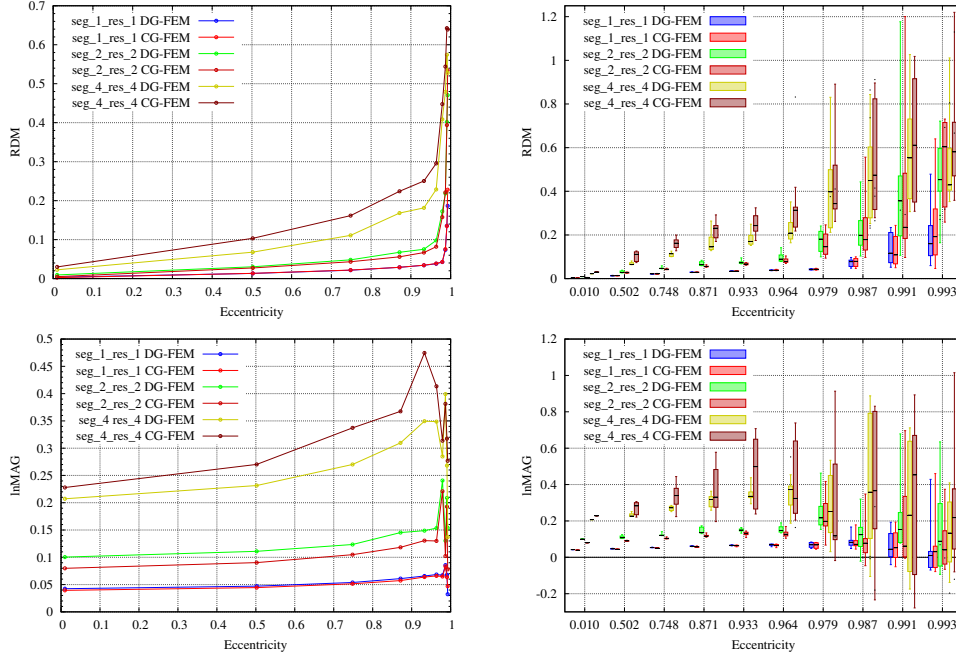 RDM
0.7
0.6
0.5
0.4
0.3
0.2
0.1
0
seg_1_res_1 DG-FEM
seg_1_res_1 CG-FEM
seg_2_res_2 DG-FEM
seg_2_res_2 CG-FEM
seg_4_res_4 DG-FEM
seg_4_res_4 CG-FEM
0 0.1 0.2 0.3 0.4 0.5 0.6 0.7 0.8 0.9 1
Eccentricity
RDM
1.2
1
0.8
0.6
0.4
0.2
0
seg_1_res_1 DG-FEM
seg_1_res_1 CG-FEM
seg_2_res_2 DG-FEM
seg_2_res_2 CG-FEM
seg_4_res_4 DG-FEM
seg_4_res_4 CG-FEM
0.010 0.502 0.748 0.871 0.933 0.964 0.979 0.987 0.991 0.993
Eccentricity
lnMAG
0.5
0.45
0.4
0.35
0.3
0.25
0.2
0.15
0.1
0.05
0
seg_1_res_1 DG-FEM
seg_1_res_1 CG-FEM
seg_2_res_2 DG-FEM
seg_2_res_2 CG-FEM
seg_4_res_4 DG-FEM
seg_4_res_4 CG-FEM
0 0.1 0.2 0.3 0.4 0.5 0.6 0.7 0.8 0.9 1
Eccentricity
lnMAG
1.2
1
0.8
0.6
0.4
0.2
0
-0.2
seg_1_res_1 DG-FEM
seg_1_res_1 CG-FEM
seg_2_res_2 DG-FEM
seg_2_res_2 CG-FEM
seg_4_res_4 DG-FEM
seg_4_res_4 CG-FEM
0.010 0.502 0.748 0.871 0.933 0.964 0.979 0.987 0.991 0.993
Eccentricity